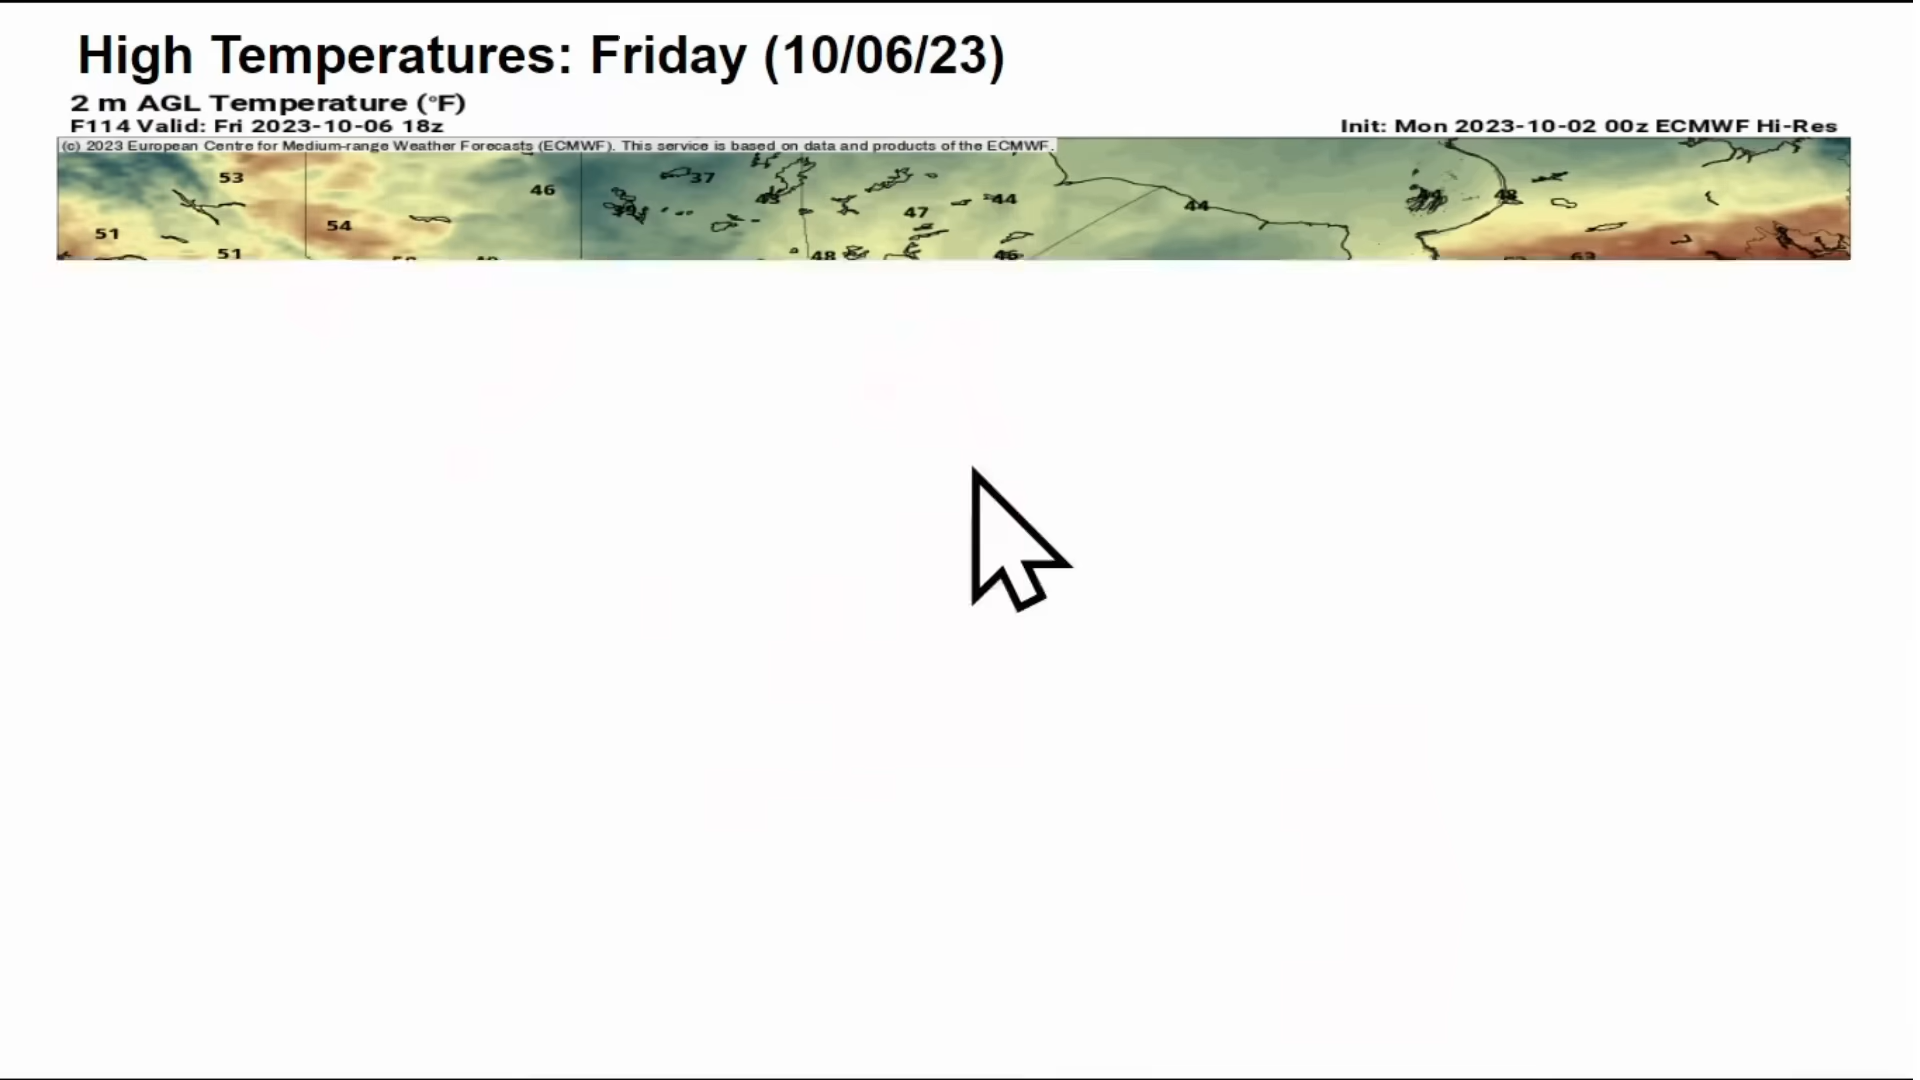 High Temperatures: Friday (10/06/23)
2 m AGL Temperature (°F)
F114 Valid: Fri 2023-10-06 18z
Init: Mon 2023-10-02 00z ECMWF Hi-Res
(c) 2023 European Centre for Medium-range Weather Forecasts (ECMWF). This service is based on data and products of the ECMWF.
53
37
46
43
44
48
47
44
54
51
51
48
46
63